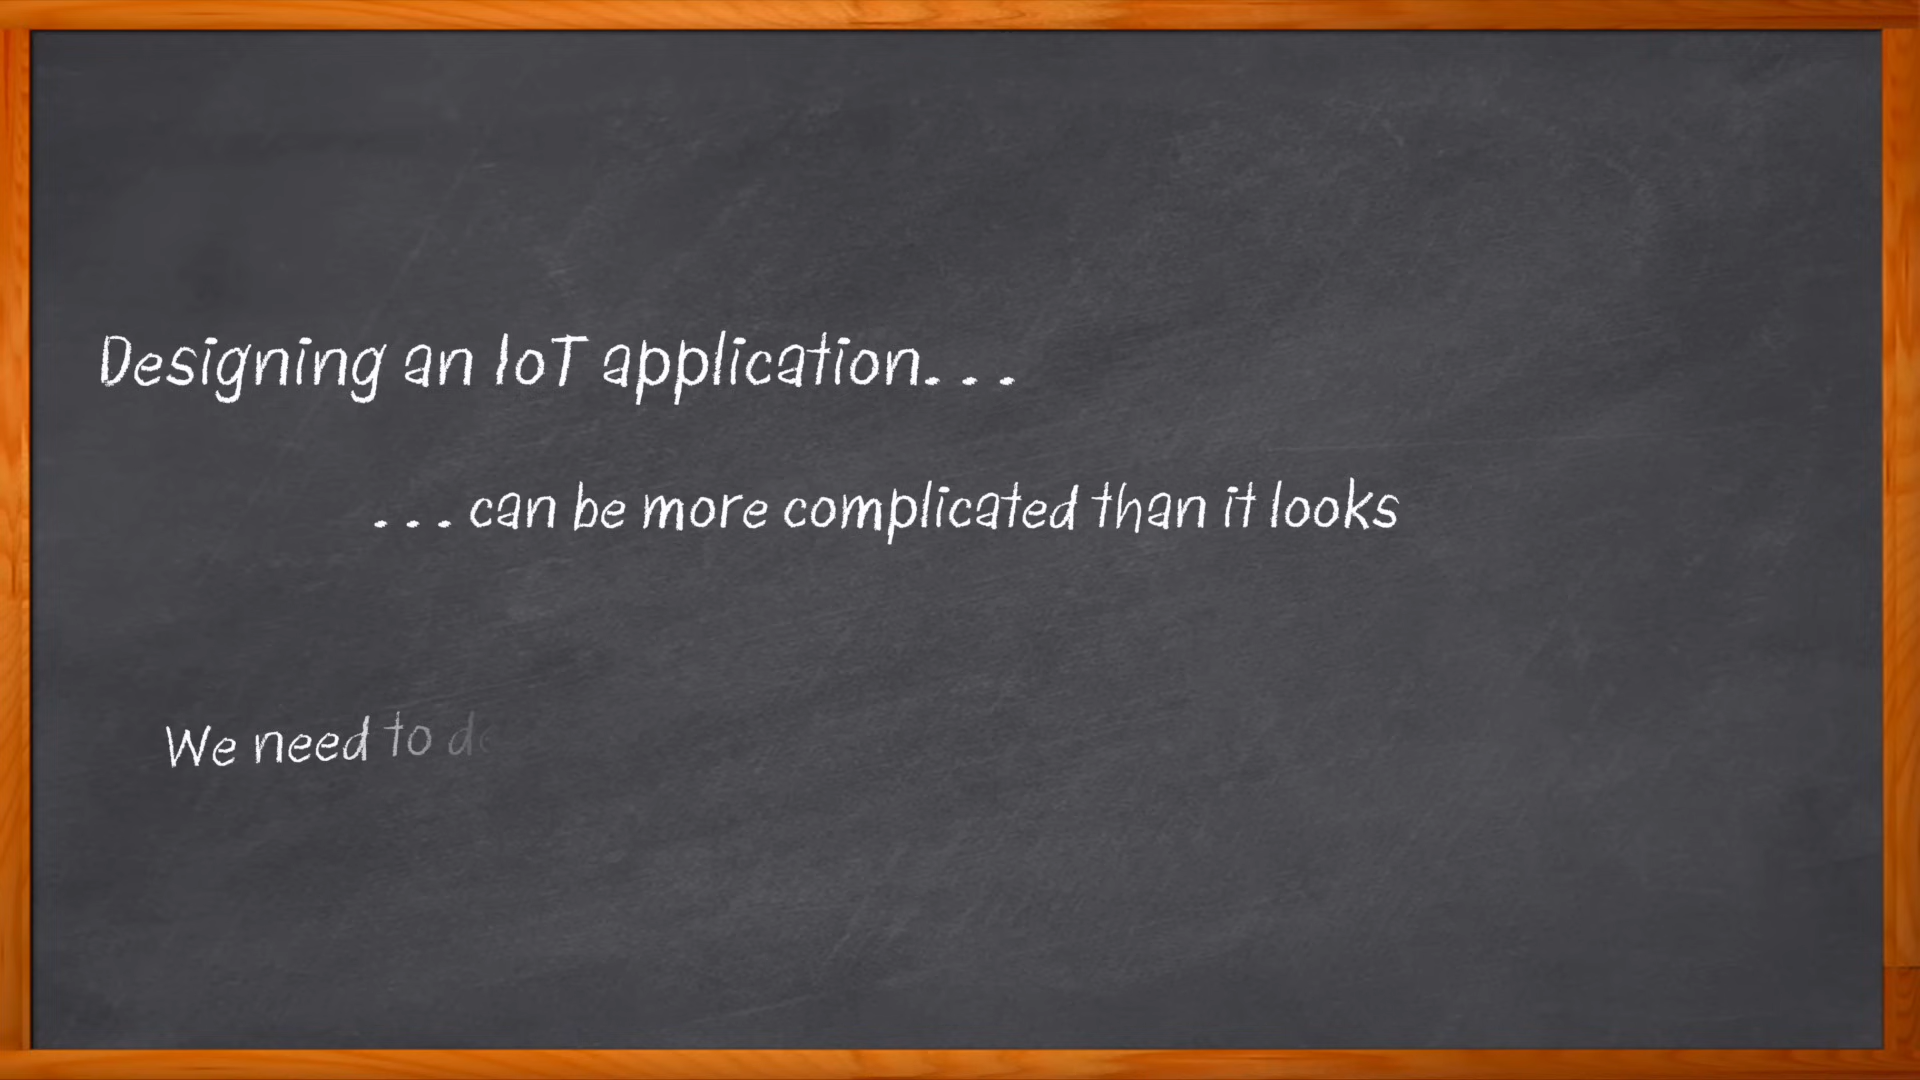 Designing an IoT application...
... can be more complicated than it looks
We need to